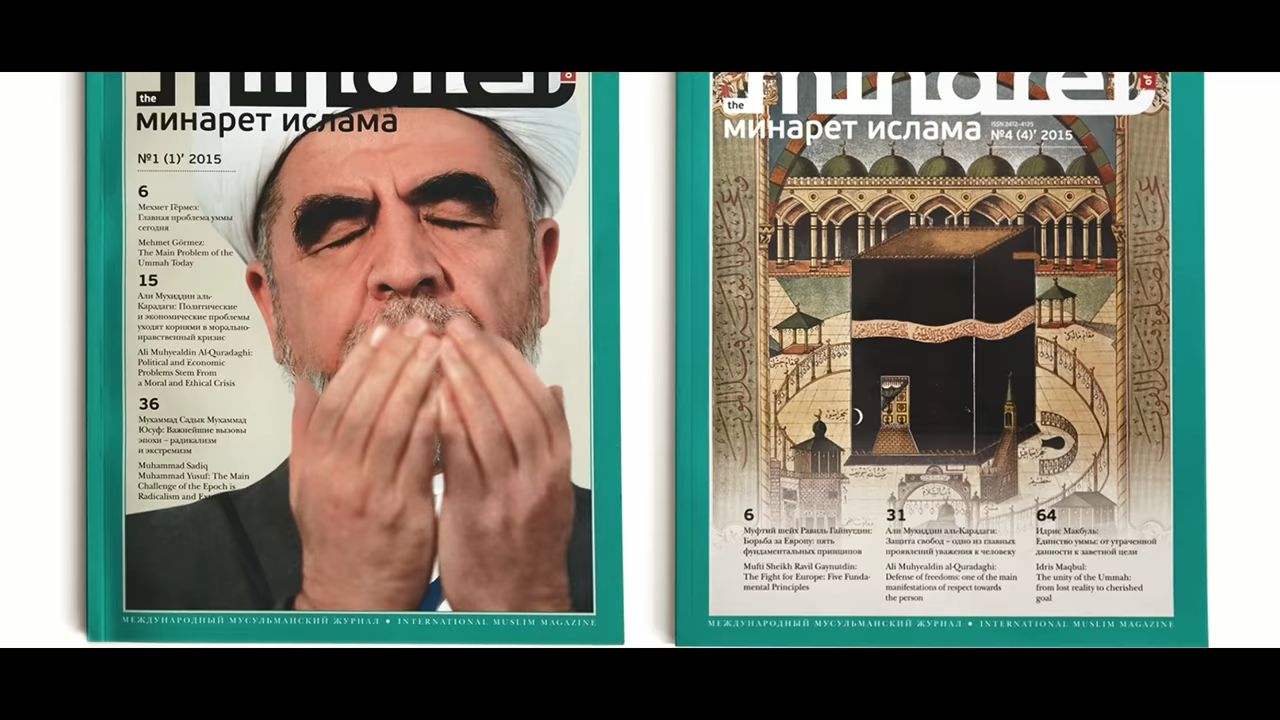 the
минарет ислама
№1 (1)' 2015
6
Мехмет Гёрмез:
Главная проблема уммы
сегодня
Mehmet Görmez:
The Main Problem of the
Ummah Today
15
Али Мухиддин аль-
Карадаги: Политические
и экономические проблемы
уходят корнями в морально-
нравственный кризис
Ali Muhyealdin Al-Quradaghi:
Political and Economic
Problems Stem From
a Moral and Ethical Crisis
36
Мухаммад Садык Мухаммад
Юсуф: Важнейшие вызовы
эпохи – радикализм
и экстремизм
Muhammad Sadiq
Muhammad Yusuf: The Main
Challenge of the Epoch is
Radicalism and
МЕЖДУНАРОДНЫЙ МУСУЛЬМАНСКИЙ ЖУРНАЛ ● INTERNATIONAL MUSLIM MAGAZINE
the
of
минарет ислама
ISSN 2412-4125
№4 (4)' 2015
6
Муфтий шейх Равиль Гайнутдин:
Борьба за Европу: пять
фундаментальных принципов
Mufti Sheikh Ravil Gaynutdin:
The Fight for Europe: Five Funda-
mental Principles
31
Али Мухиддин аль-Карадаги:
Защита свобод – одно из главных
проявлений уважения к человеку
Ali Muhyealdin al-Quradaghi:
Defense of freedoms: one of the main
manifestations of respect towards
the person
64
Идрис Макбуль:
Единство уммы: от утраченной
данности к заветной цели
Idris Maqbul:
The unity of the Ummah:
from lost reality to cherished
goal
МЕЖДУНАРОДНЫЙ МУСУЛЬМАНСКИЙ ЖУРНАЛ ● INTERNATIONAL MUSLIM MAGAZINE